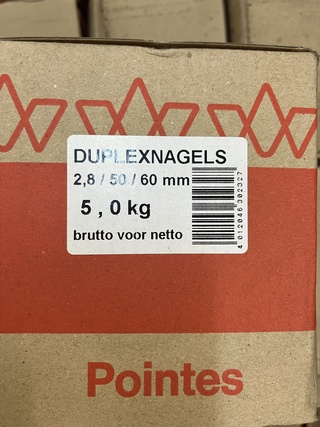 DUPLEXNAGELS
2,8 / 50 / 60 mm
5 , 0 kg
brutto voor netto
4 012046 302327
Pointes